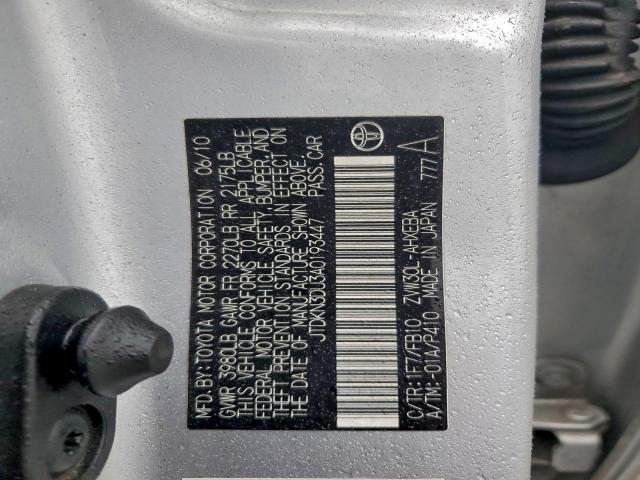 MFD. BY: TOYOTA MOTOR CORPORATION 06/10
GVWR 3980LB GAWR FR 2270LB RR 2175LB
THIS VEHICLE CONFORMS TO ALL APPLICABLE
FEDERAL MOTOR VEHICLE SAFETY, BUMPER, AND
THEFT PREVENTION STANDARDS IN EFFECT ON
THE DATE OF MANUFACTURE SHOWN ABOVE.
JTDKN3DU3A0193447 PASS. CAR
C/TR: 1F7/FB10 ZVW30L-AHXEBA
A/TM: -01A/P410 MADE IN JAPAN 777 A